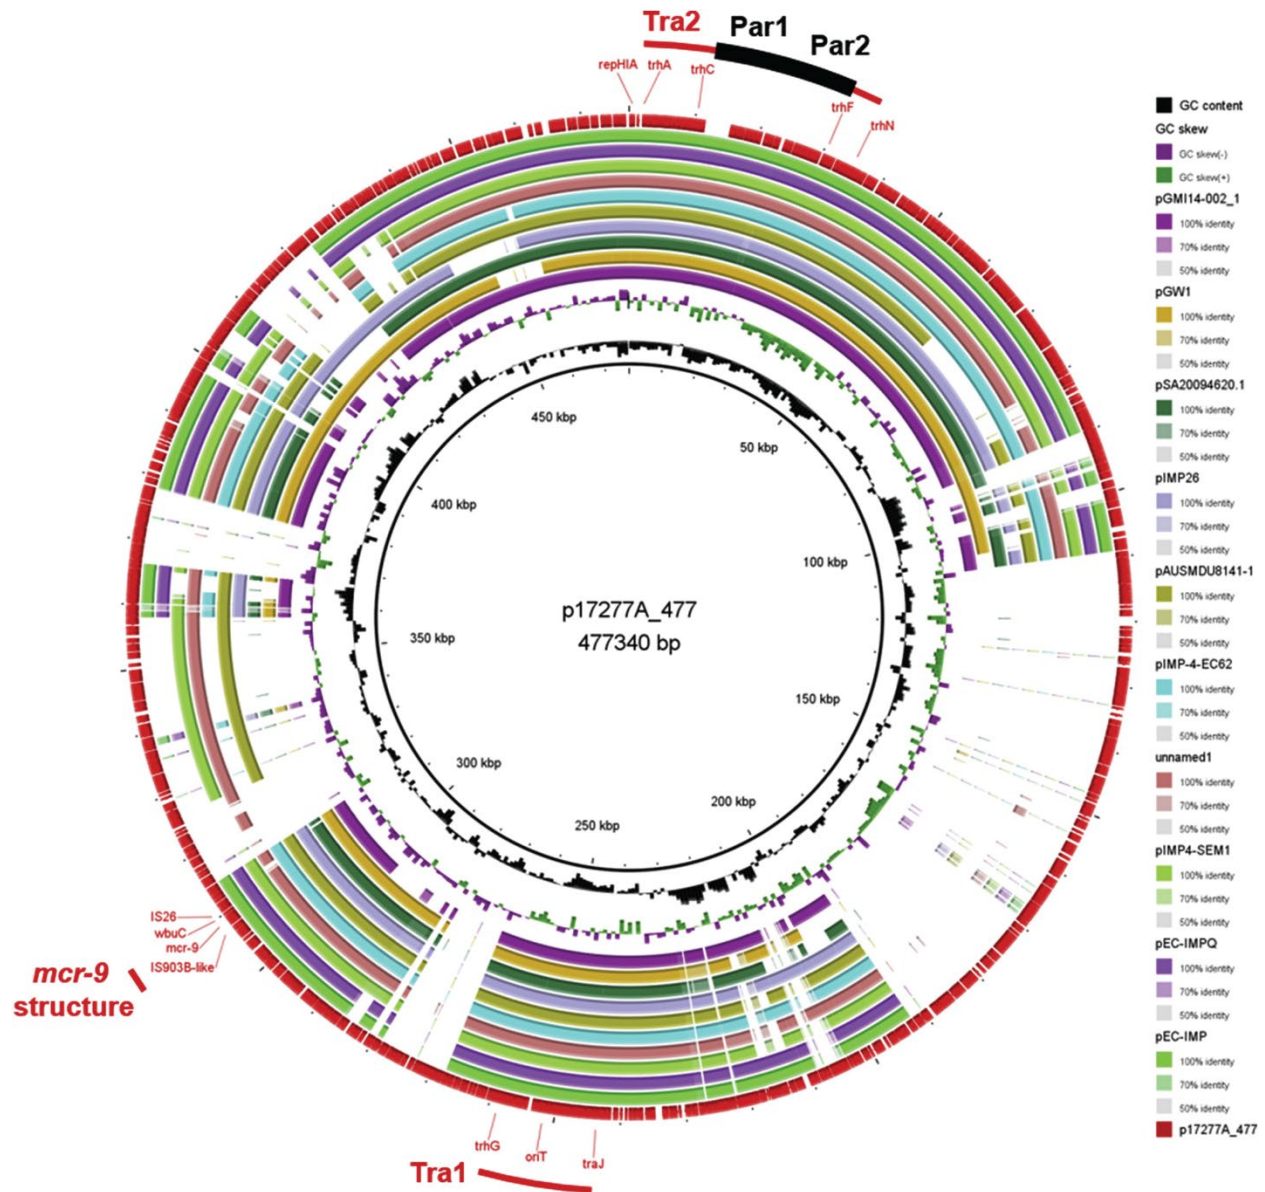 Tra2
Par1
Par2
repHIA
trhA
trhC
trhF
trhN
450 kbp
50 kbp
400 kbp
100 kbp
p17277A_477
477340 bp
350 kbp
150 kbp
300 kbp
200 kbp
250 kbp
IS26
wbuC
mcr-9
IS903B-like
mcr-9
structure
trhG
oriT
traJ
Tra1
GC content
GC skew
GC skew(-)
GC skew(+)
pGMI14-002_1
100% identity
70% identity
50% identity
pGW1
100% identity
70% identity
50% identity
pSA20094620.1
100% identity
70% identity
50% identity
pIMP26
100% identity
70% identity
50% identity
pAUSMDU8141-1
100% identity
70% identity
50% identity
pIMP-4-EC62
100% identity
70% identity
50% identity
unnamed1
100% identity
70% identity
50% identity
pIMP4-SEM1
100% identity
70% identity
50% identity
pEC-IMPQ
100% identity
70% identity
50% identity
pEC-IMP
100% identity
70% identity
50% identity
p17277A_477